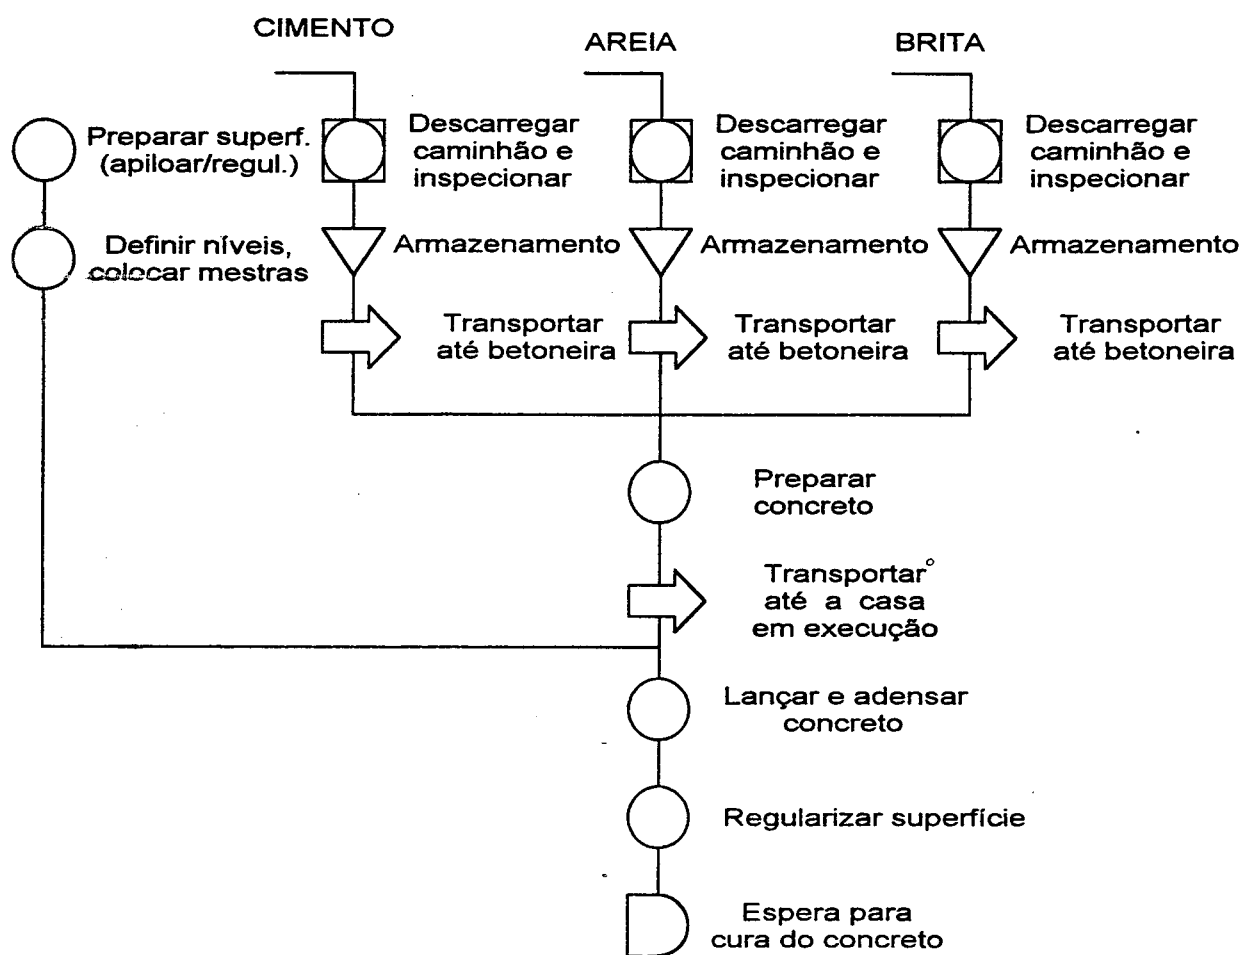 CIMENTO
AREIA
BRITA
Preparar superf.
(apiloar/regul.)
Descarregar
caminhão e
inspecionar
Descarregar
caminhão e
inspecionar
Descarregar
caminhão e
inspecionar
Definir níveis,
colocar mestras
Armazenamento
Armazenamento
Armazenamento
Transportar
até betoneira
Transportar
até betoneira
Transportar
até betoneira
Preparar
concreto
Transportar
até a casa
em execução
Lançar e adensar
concreto
Regularizar superfície
Espera para
cura do concreto